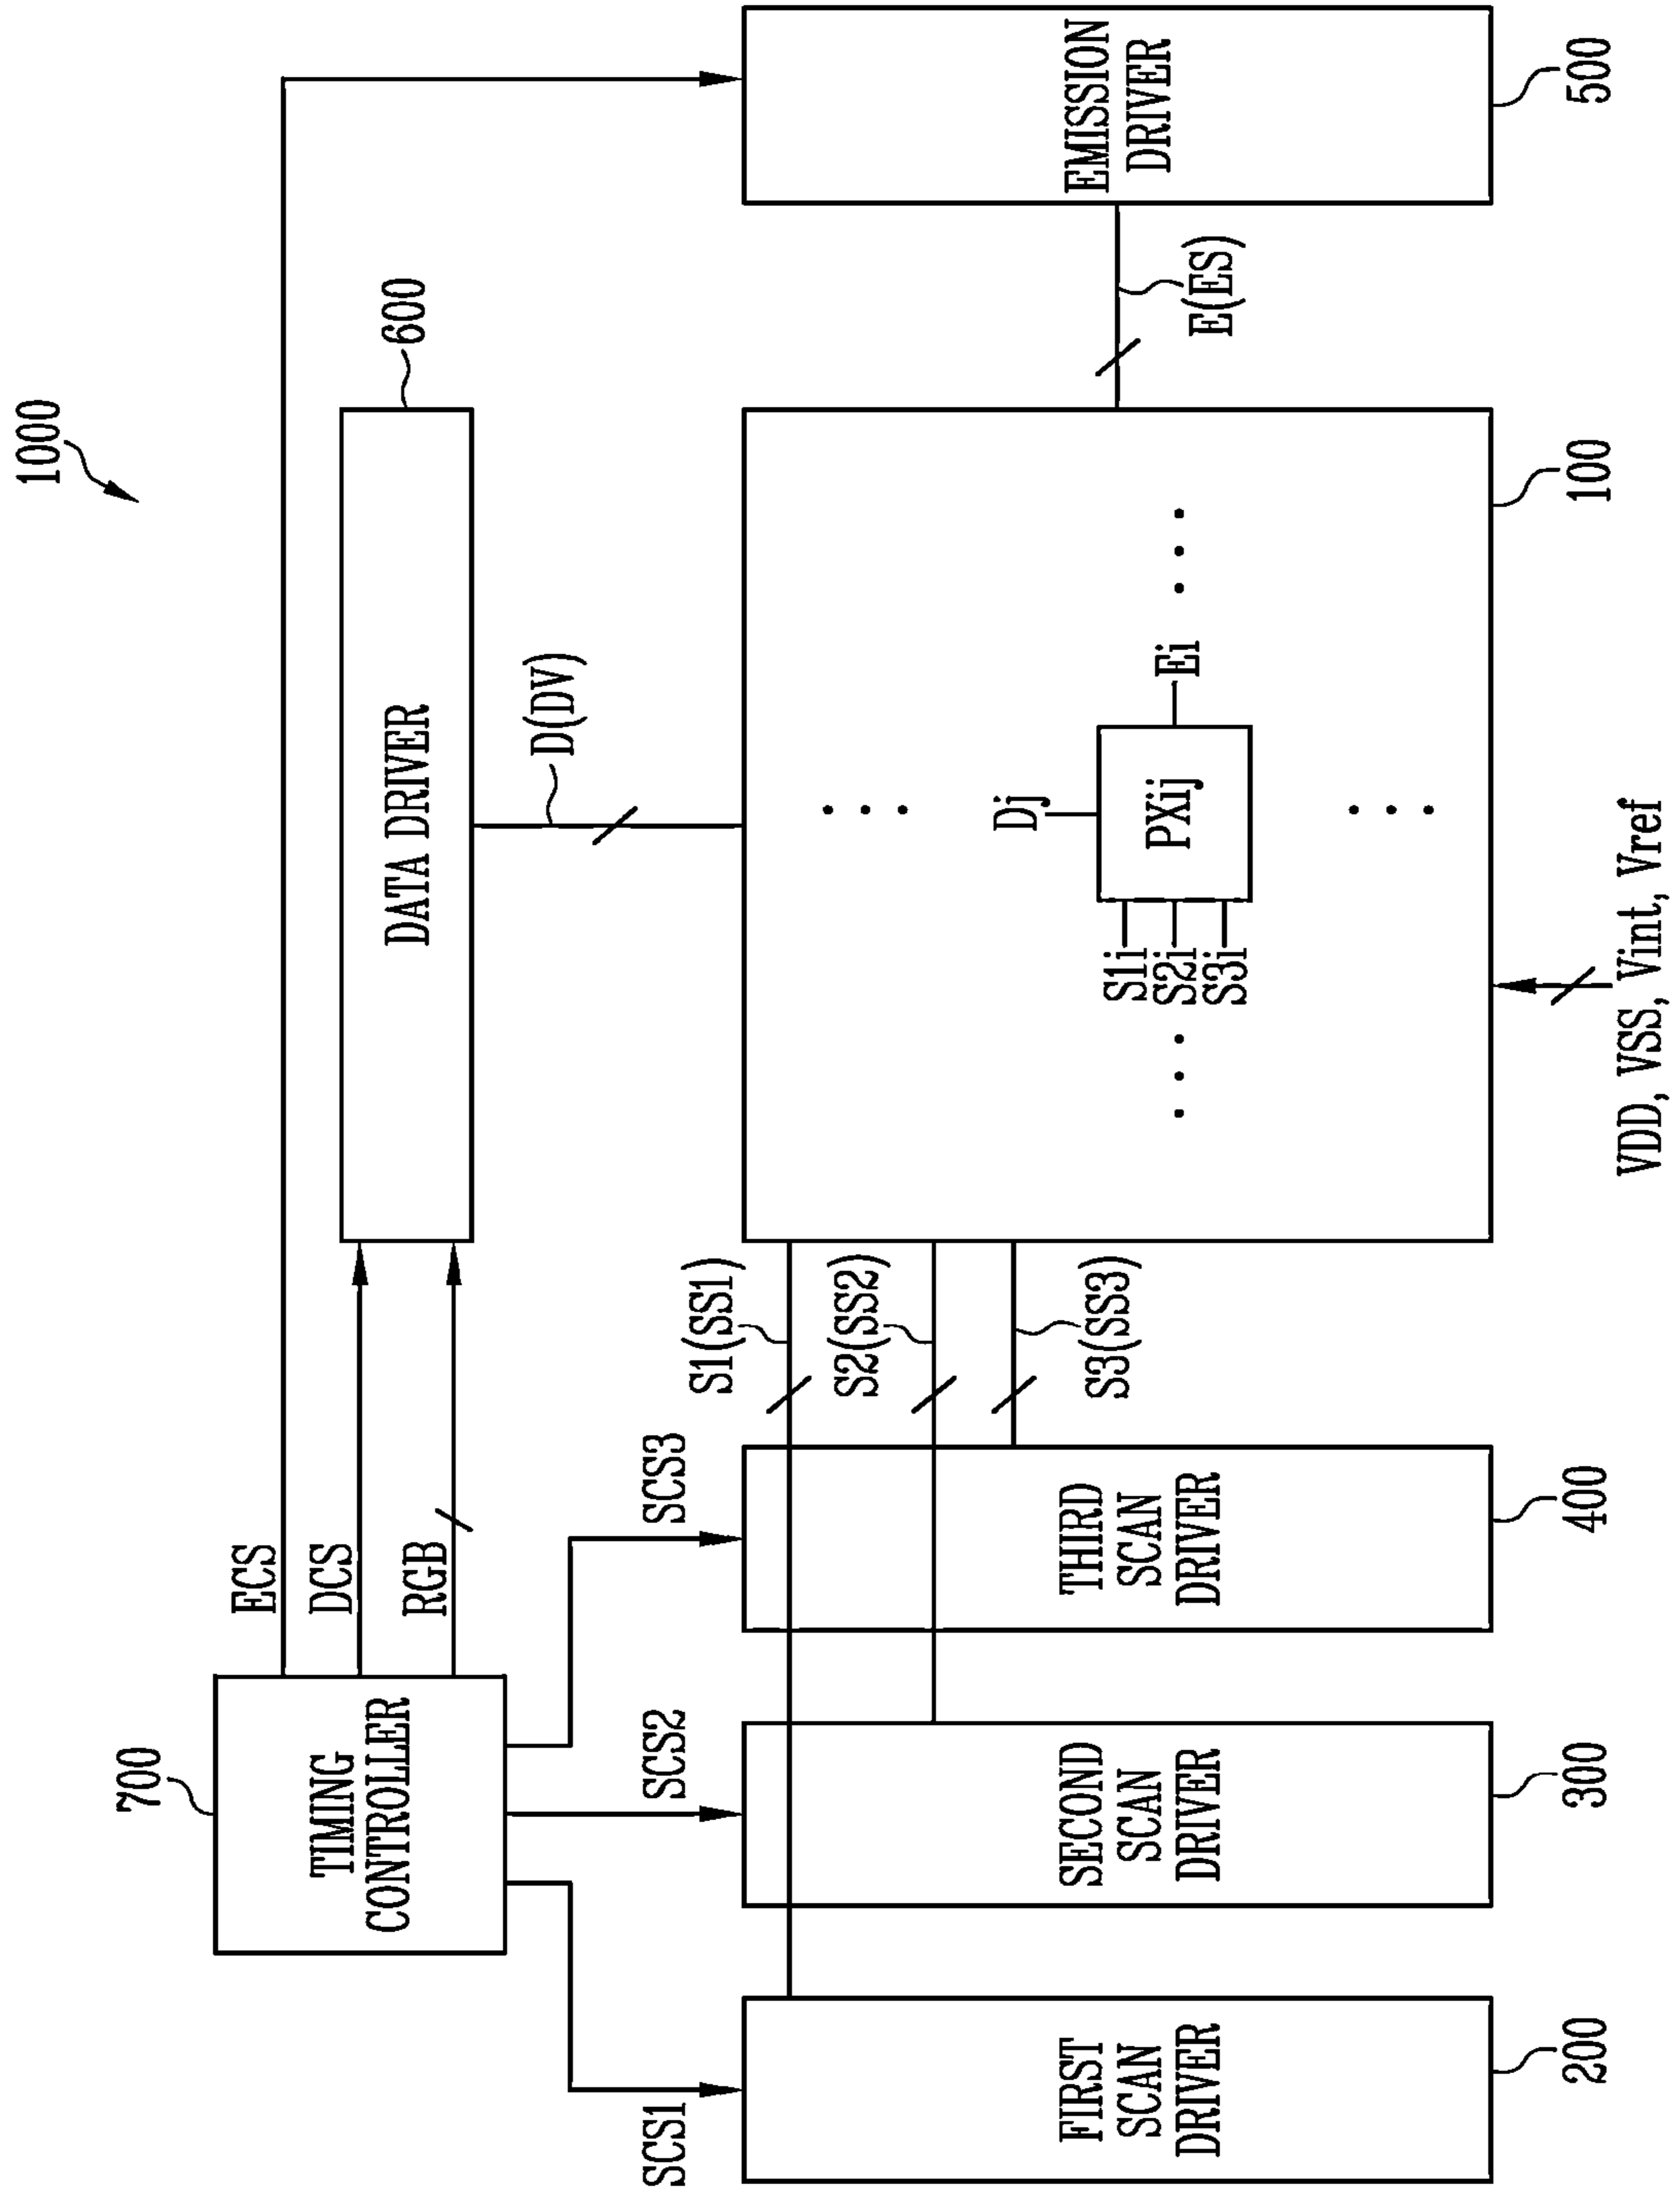 1000
700
TIMING
CONTROLLER
ECS
DCS
RGB
DATA DRIVER
600
SCS1
SCS2
SCS3
D(DV)
S1(SS1)
S2(SS2)
S3(SS3)
FIRST
SCAN
DRIVER
200
SECOND
SCAN
DRIVER
300
THIRD
SCAN
DRIVER
400
Dj
S1i
S2i
S3i
PXij
Ei
100
VDD, VSS, Vint, Vref
E(ES)
EMISSION
DRIVER
500